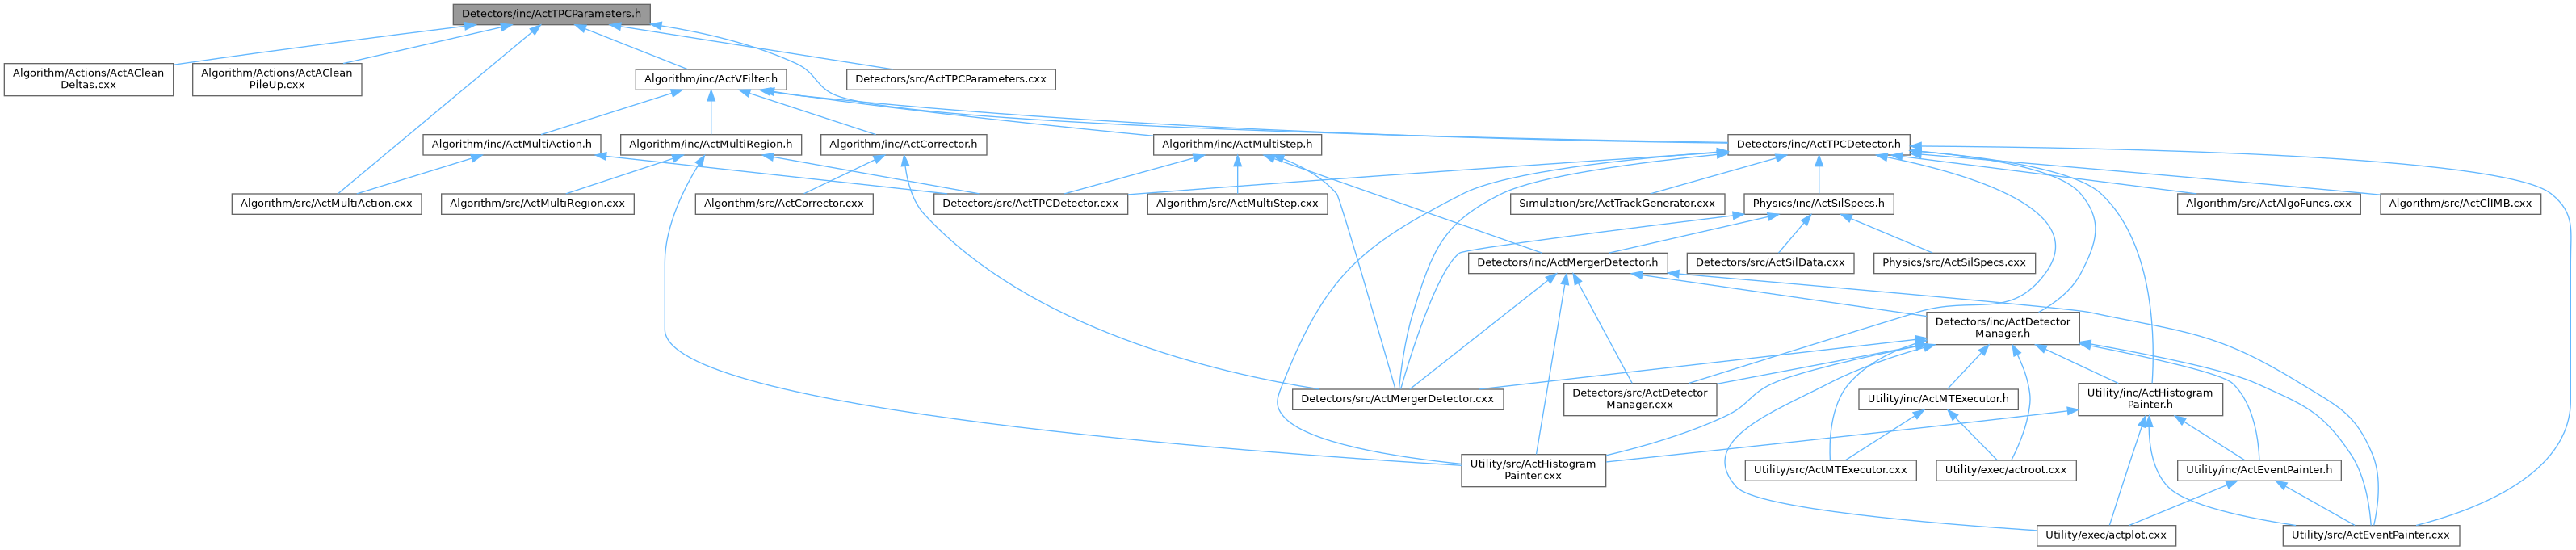 Detectors/inc/ActTPCParameters.h
Algorithm/Actions/ActAClean
Deltas.cxx
Algorithm/Actions/ActAClean
PileUp.cxx
Algorithm/inc/ActVFilter.h
Detectors/src/ActTPCParameters.cxx
Algorithm/inc/ActMultiAction.h
Algorithm/inc/ActMultiRegion.h
Algorithm/inc/ActCorrector.h
Algorithm/inc/ActMultiStep.h
Detectors/inc/ActTPCDetector.h
Algorithm/src/ActMultiAction.cxx
Algorithm/src/ActMultiRegion.cxx
Algorithm/src/ActCorrector.cxx
Detectors/src/ActTPCDetector.cxx
Algorithm/src/ActMultiStep.cxx
Simulation/src/ActTrackGenerator.cxx
Physics/inc/ActSilSpecs.h
Algorithm/src/ActAlgoFuncs.cxx
Algorithm/src/ActClIMB.cxx
Detectors/inc/ActMergerDetector.h
Detectors/src/ActSilData.cxx
Physics/src/ActSilSpecs.cxx
Detectors/inc/ActDetector
Manager.h
Detectors/src/ActMergerDetector.cxx
Detectors/src/ActDetector
Manager.cxx
Utility/inc/ActMTExecutor.h
Utility/inc/ActHistogram
Painter.h
Utility/src/ActHistogram
Painter.cxx
Utility/src/ActMTExecutor.cxx
Utility/exec/actroot.cxx
Utility/inc/ActEventPainter.h
Utility/exec/actplot.cxx
Utility/src/ActEventPainter.cxx